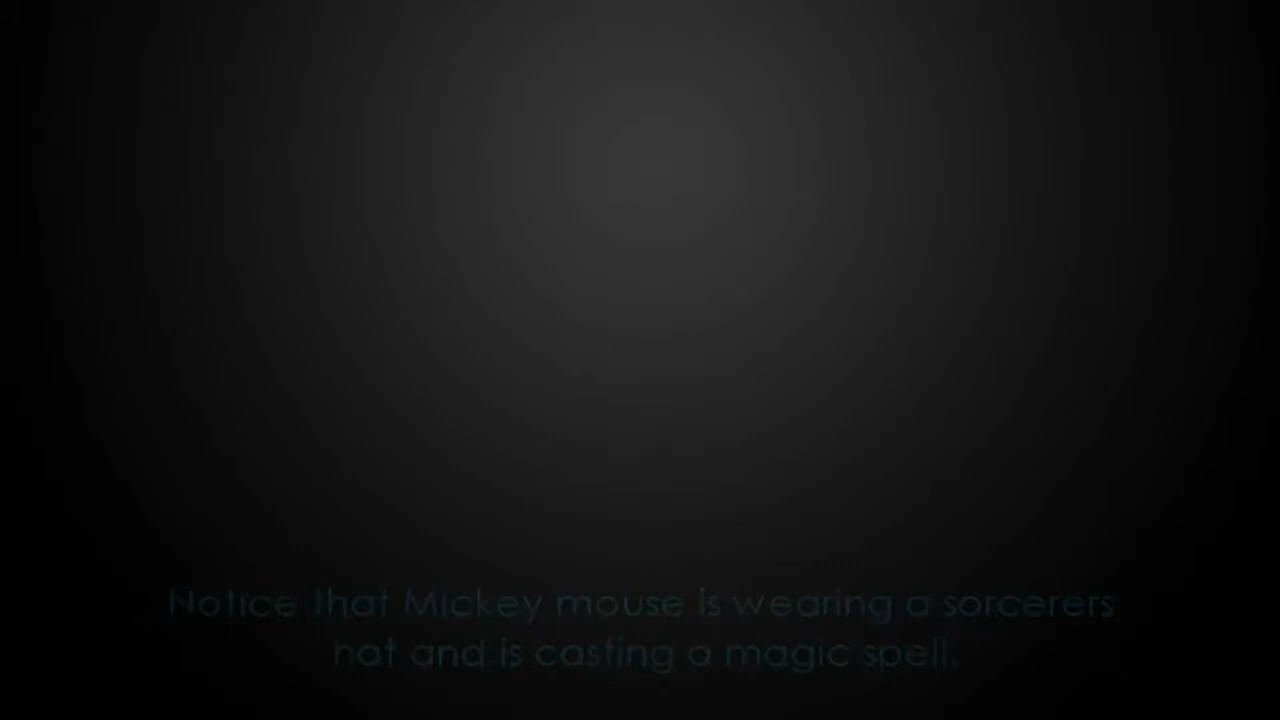 Notice that Mickey mouse is wearing a sorcerers
hat and is casting a magic spell.